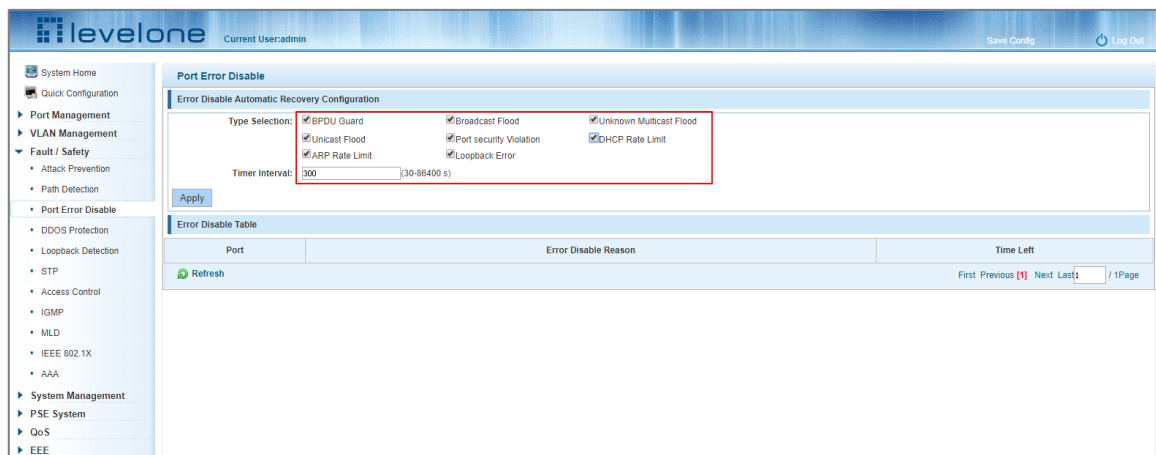 levelone
Current User:admin
Save Config
Log Out
System Home
Quick Configuration
Port Management
VLAN Management
Fault / Safety
Attack Prevention
Path Detection
Port Error Disable
DDOS Protection
Loopback Detection
STP
Access Control
IGMP
MLD
IEEE 802.1X
AAA
System Management
PSE System
QoS
EEE
Port Error Disable
Error Disable Automatic Recovery Configuration
Type Selection: BPDU Guard Broadcast Flood Unknown Multicast Flood
Unicast Flood Port security Violation DHCP Rate Limit
ARP Rate Limit Loopback Error
Timer Interval: 300 (30-86400 s)
Apply
Error Disable Table
Port Error Disable Reason Time Left
Refresh First Previous [1] Next Last 1 / 1Page